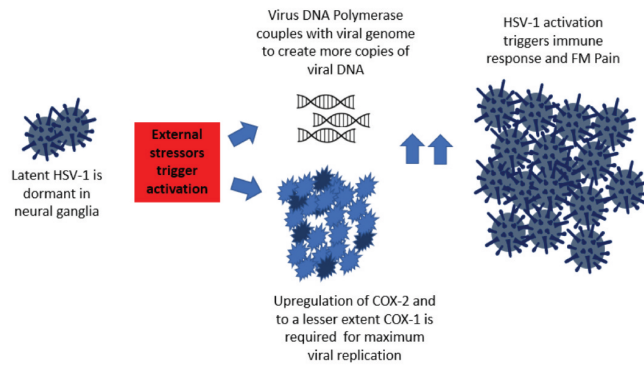 Latent HSV-1 is
dormant in
neural ganglia
External
stressors
trigger
activation
Virus DNA Polymerase
couples with viral genome
to create more copies of
viral DNA
Upregulation of COX-2 and
to a lesser extent COX-1 is
required for maximum
viral replication
HSV-1 activation
triggers immune
response and FM Pain